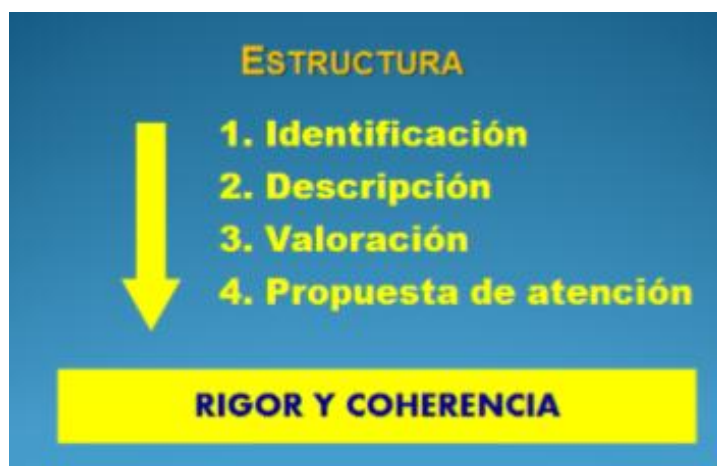 ESTRUCTURA
1. Identificación
2. Descripción
3. Valoración
4. Propuesta de atención
RIGOR Y COHERENCIA